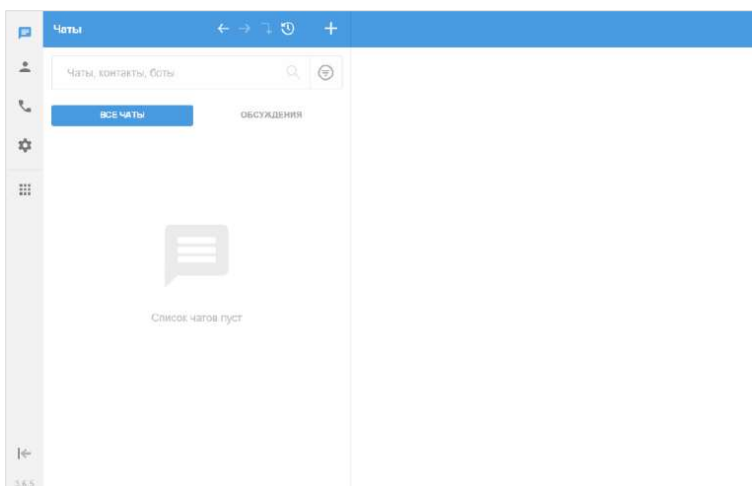 Чаты
Чаты, контакты, боты
ВСЕ ЧАТЫ
ОБСУЖДЕНИЯ
Список чатов пуст